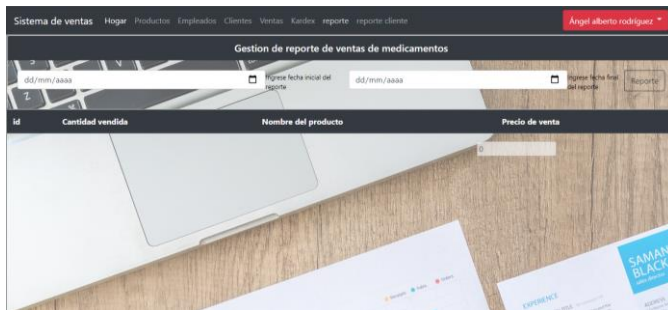 Sistema de ventas Hogar Productos Empleados Clientes Ventas Kardex reporte reporte cliente Ángel alberto rodríguez
Gestion de reporte de ventas de medicamentos
dd/mm/aaaa Ingrese fecha inicial del reporte dd/mm/aaaa Ingrese fecha final del reporte Reporte
id Cantidad vendida Nombre del producto Precio de venta
0
SAMAN
BLACK
EXPERIENCE